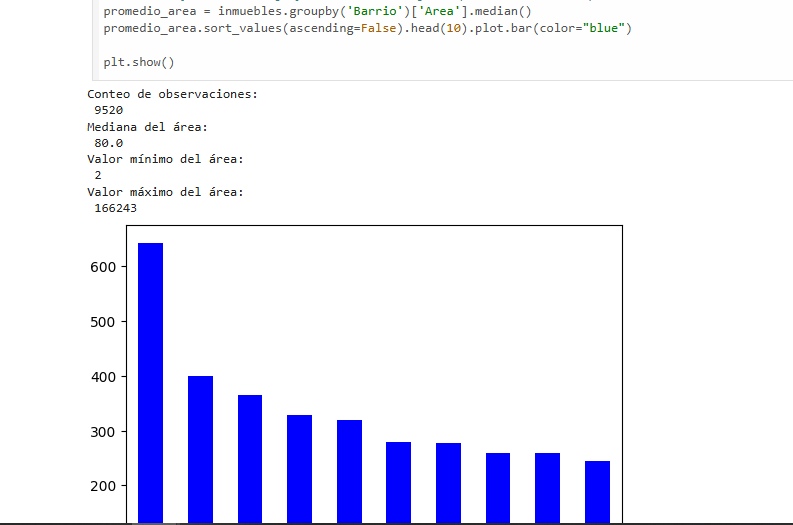 promedio_area = inmuebles.groupby('Barrio')['Area'].median()
promedio_area.sort_values(ascending=False).head(10).plot.bar(color="blue")
plt.show()
Conteo de observaciones:
9520
Mediana del área:
80.0
Valor mínimo del área:
2
Valor máximo del área:
166243
600
500
400
300
200